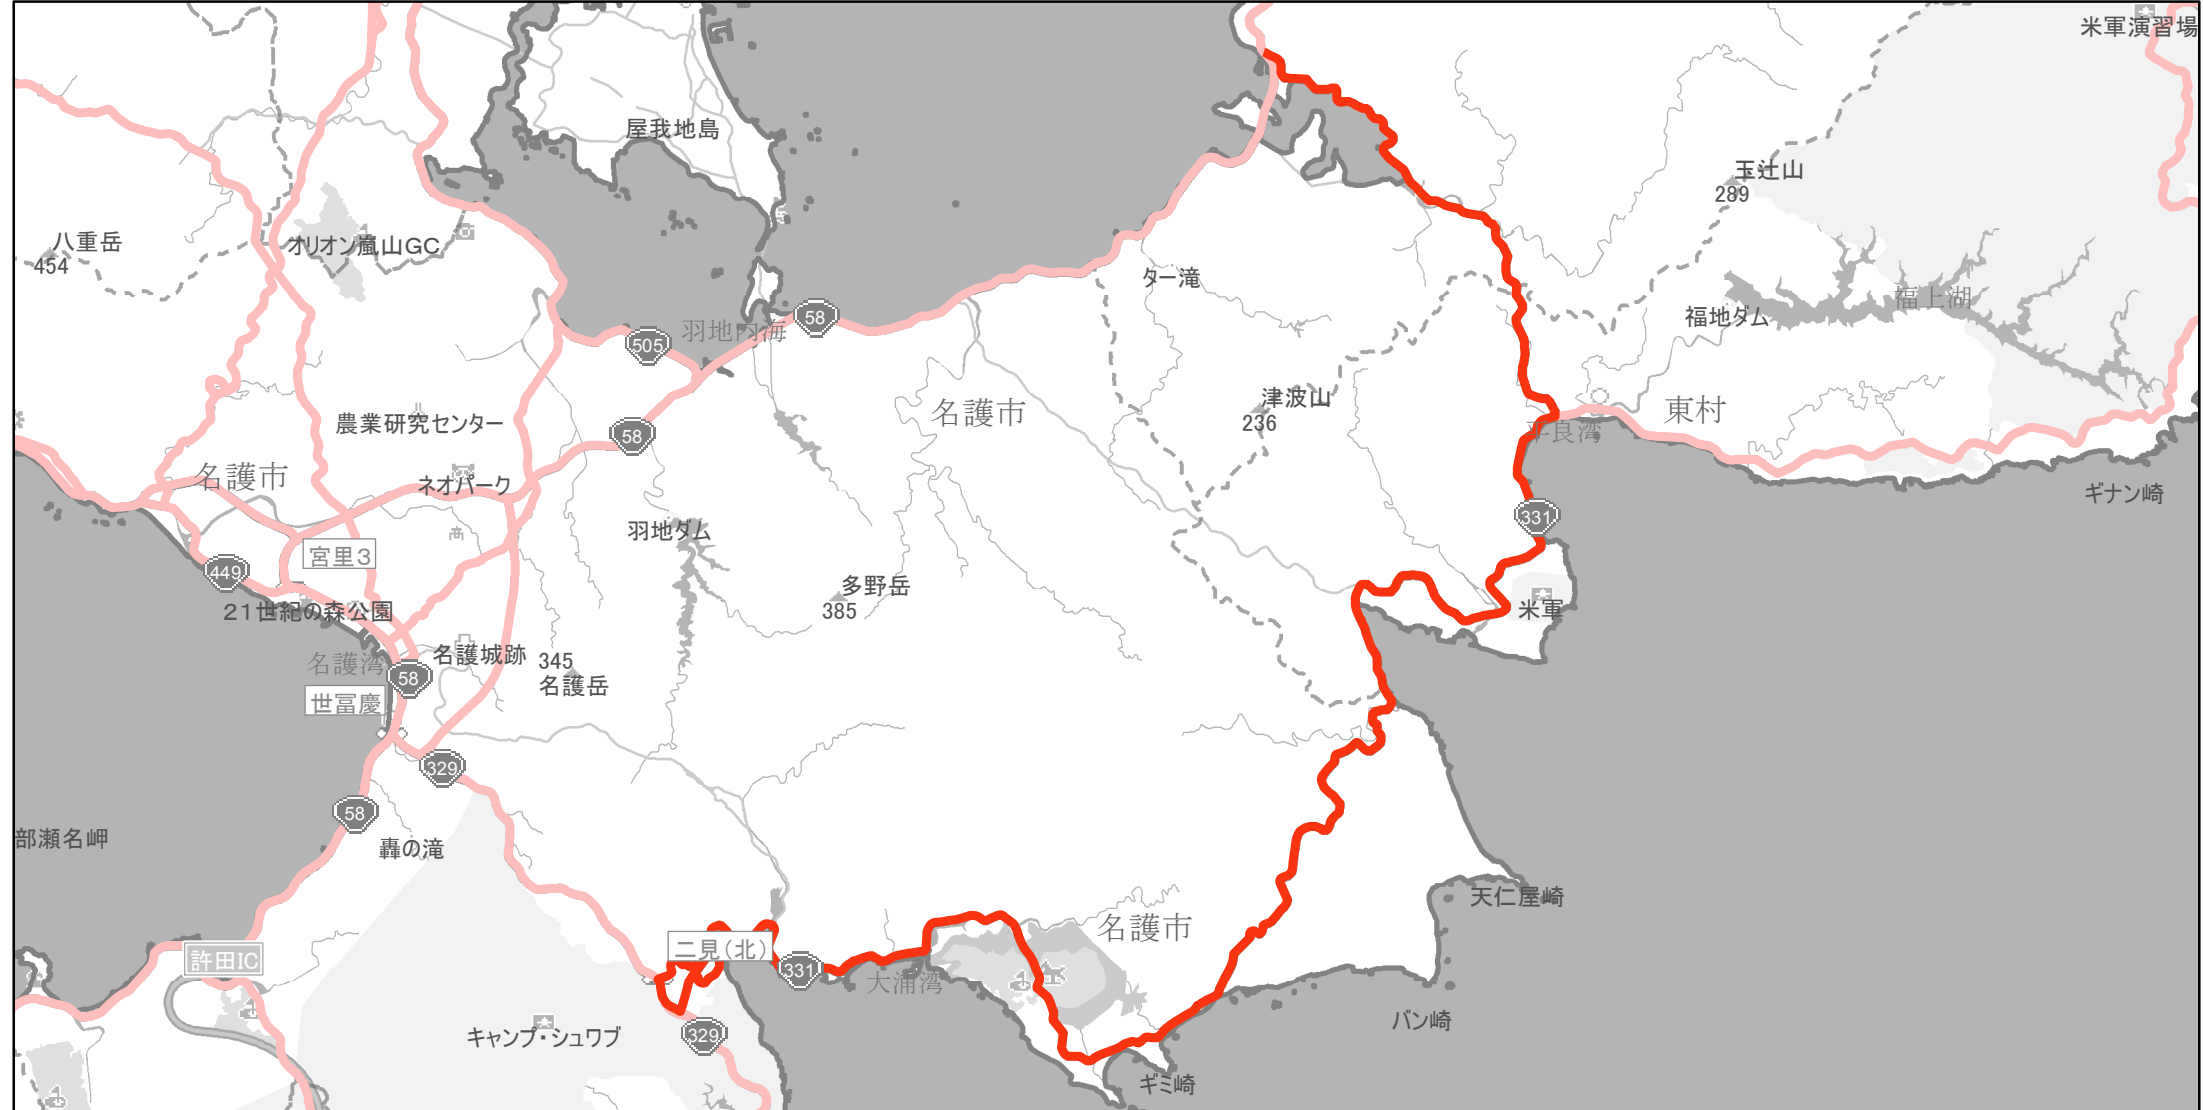 米軍演習場
屋我地島
玉辻山
289
八重岳
454
オリオン嵐山GC
ター滝
福上湖
福地ダム
58
羽地内海
505
津波山
236
名護市
東村
平良湾
農業研究センター
58
名護市
ネオパーク
ギナン崎
331
羽地ダム
宮里3
449
多野岳
385
21世紀の森公園
米軍
名護湾
名護城跡
345
名護岳
58
世冨慶
329
58
部瀬名岬
轟の滝
天仁屋崎
名護市
二見(北)
許田IC
331
大浦湾
バン崎
キャンプ・シュワブ
329
ギミ崎